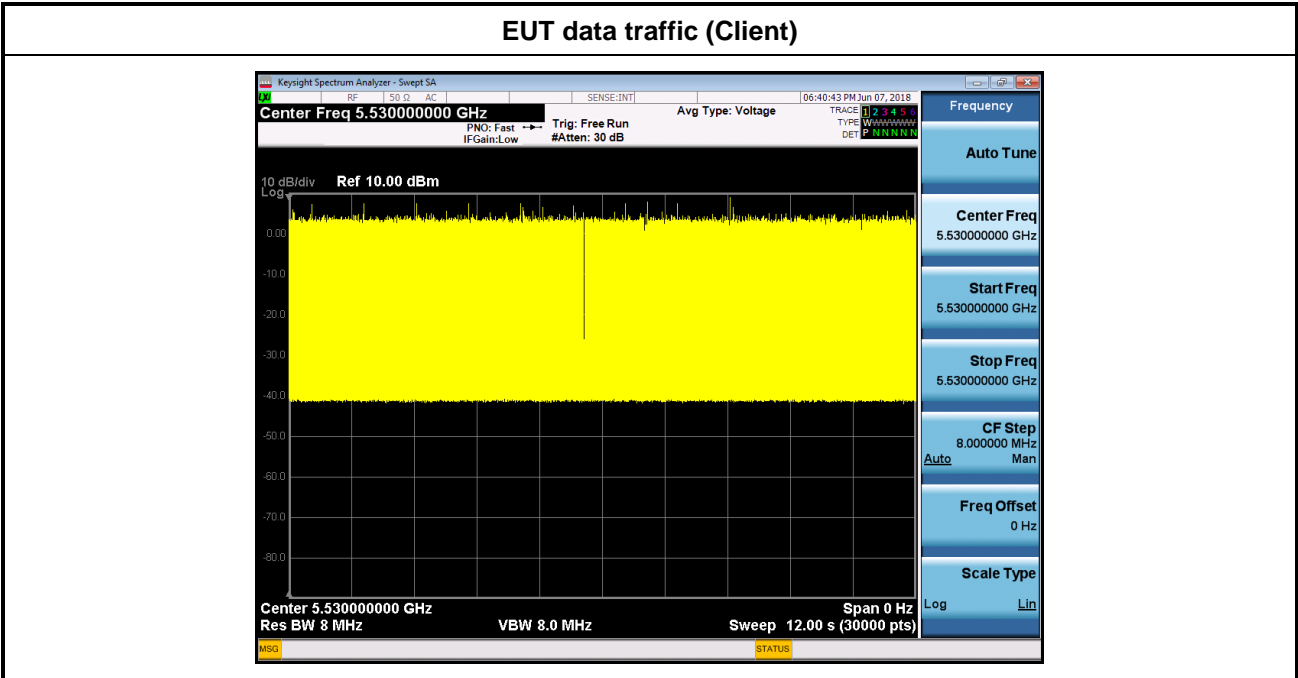 EUT data traffic (Client)
Keysight Spectrum Analyzer - Swept SA
LXI RF 50 Ω AC SENSE:INT 06:40:43 PM Jun 07, 2018
Center Freq 5.530000000 GHz
PNO: Fast
IFGain:Low
Trig: Free Run
#Atten: 30 dB
Avg Type: Voltage
TRACE 1 2 3 4 5 6
TYPE WWWWWW
DET P N N N N N
10 dB/div Ref 10.00 dBm
Log
0.00
-10.0
-20.0
-30.0
-40.0
-50.0
-60.0
-70.0
-80.0
Center 5.530000000 GHz Span 0 Hz
Res BW 8 MHz VBW 8.0 MHz Sweep 12.00 s (30000 pts)
MSG STATUS
Frequency
Auto Tune
Center Freq
5.530000000 GHz
Start Freq
5.530000000 GHz
Stop Freq
5.530000000 GHz
CF Step
8.000000 MHz
Auto Man
Freq Offset
0 Hz
Scale Type
Log Lin